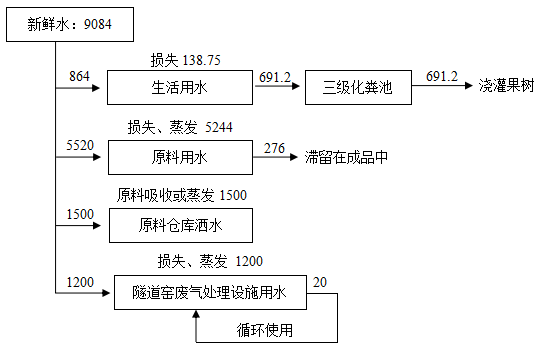 新鲜水：9084
损失 138.75
864
生活用水
691.2
三级化粪池
691.2
浇灌果树
损失、蒸发 5244
5520
原料用水
276
滞留在成品中
原料吸收或蒸发 1500
1500
原料仓库洒水
损失、蒸发 1200
1200
隧道窑废气处理设施用水
20
循环使用